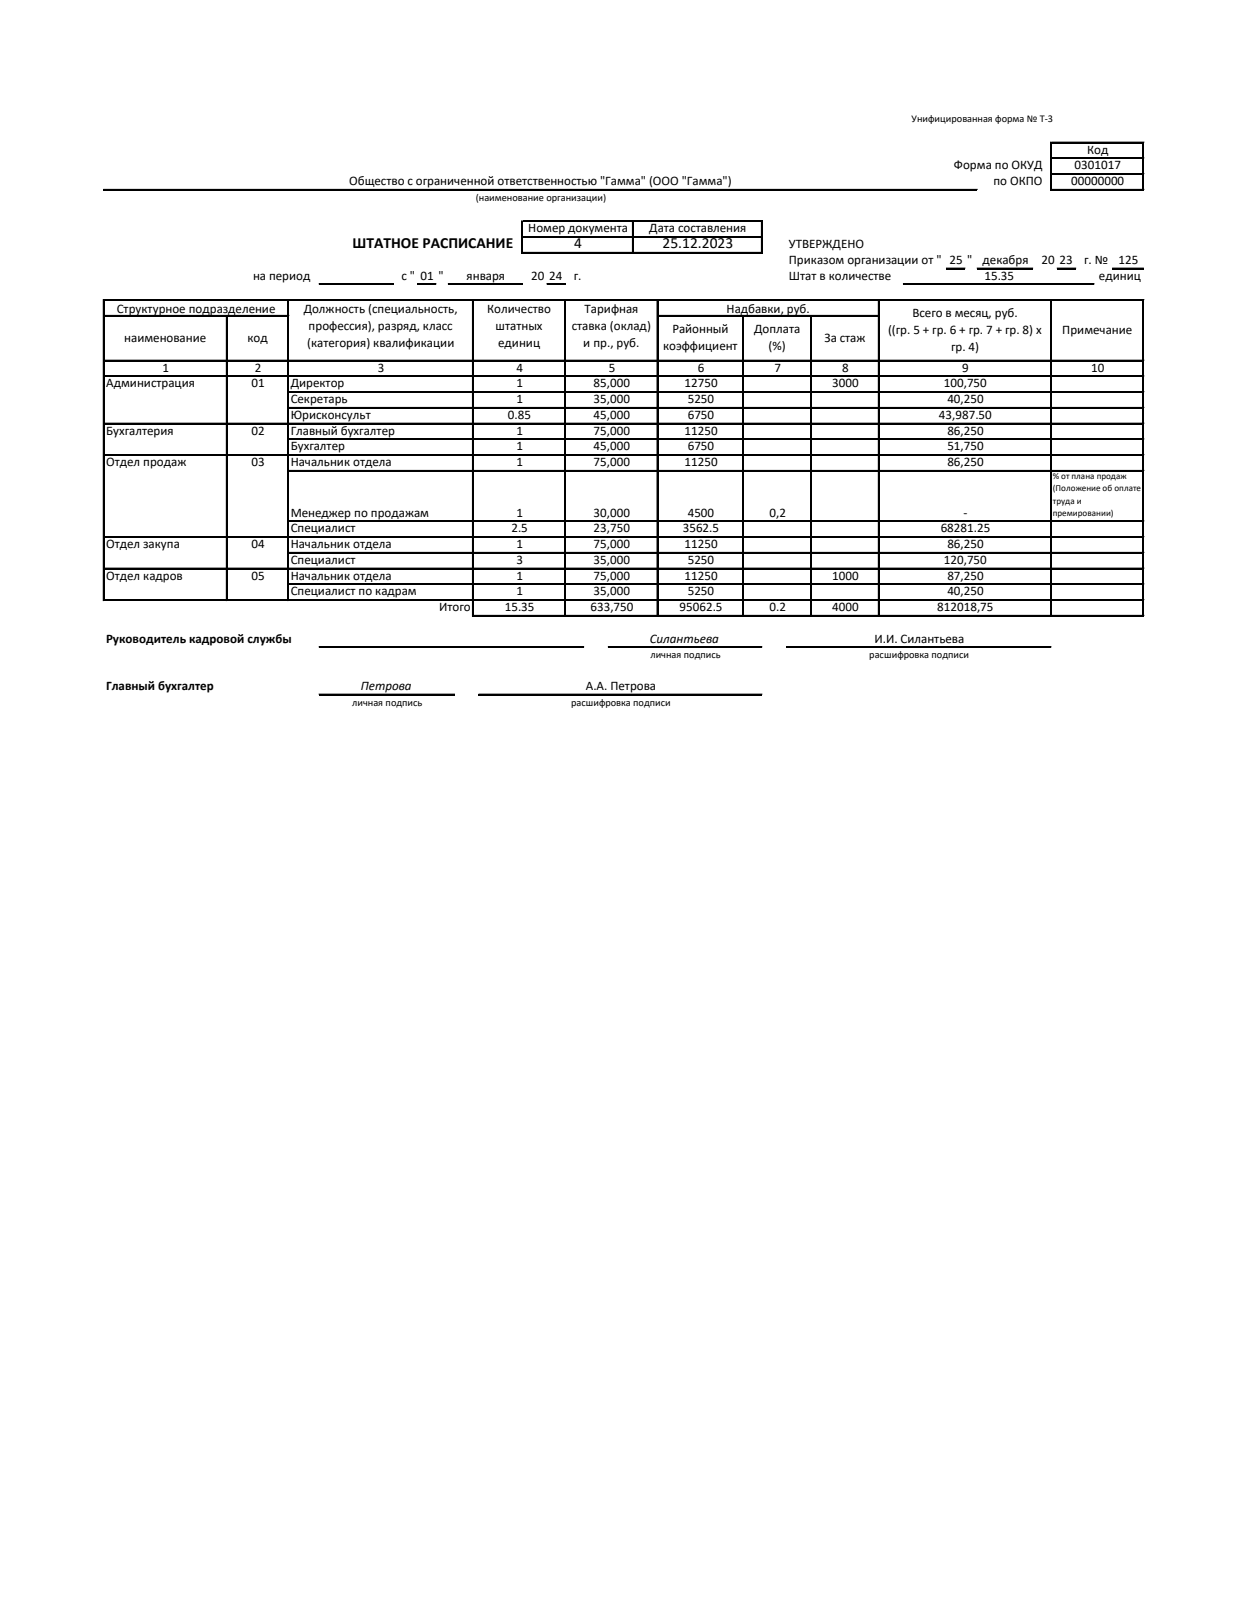 Унифицированная форма № Т-3
Код
Форма по ОКУД 0301017
Общество с ограниченной ответственностью "Гамма" (ООО "Гамма") по ОКПО 00000000
(наименование организации)
Номер документа Дата составления
ШТАТНОЕ РАСПИСАНИЕ 4 25.12.2023 УТВЕРЖДЕНО
Приказом организации от " 25 " декабря 20 23 г. № 125
на период с " 01 " января 20 24 г. Штат в количестве 15.35 единиц
Структурное подразделение Должность (специальность, профессия), разряд, класс (категория) квалификации Количество штатных единиц Тарифная ставка (оклад) и пр., руб. Надбавки, руб. Всего в месяц, руб. ((гр. 5 + гр. 6 + гр. 7 + гр. 8) х гр. 4) Примечание
наименование код Районный коэффициент Доплата (%) За стаж
1 2 3 4 5 6 7 8 9 10
Администрация 01 Директор 1 85,000 12750 3000 100,750
Секретарь 1 35,000 5250 40,250
Юрисконсульт 0.85 45,000 6750 43,987.50
Бухгалтерия 02 Главный бухгалтер 1 75,000 11250 86,250
Бухгалтер 1 45,000 6750 51,750
Отдел продаж 03 Начальник отдела 1 75,000 11250 86,250
Менеджер по продажам 1 30,000 4500 0,2 - % от плана продаж (Положение об оплате труда и премировании)
Специалист 2.5 23,750 3562.5 68281.25
Отдел закупа 04 Начальник отдела 1 75,000 11250 86,250
Специалист 3 35,000 5250 120,750
Отдел кадров 05 Начальник отдела 1 75,000 11250 1000 87,250
Специалист по кадрам 1 35,000 5250 40,250
Итого 15.35 633,750 95062.5 0.2 4000 812018,75
Руководитель кадровой службы Силантьева И.И. Силантьева
личная подпись расшифровка подписи
Главный бухгалтер Петрова А.А. Петрова
личная подпись расшифровка подписи